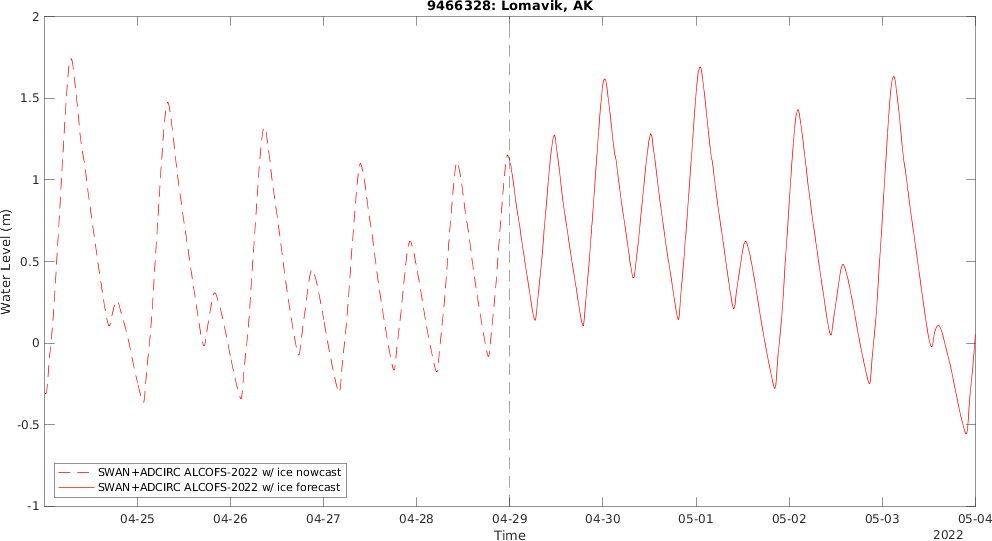 9466328: Lomavik, AK
Water Level (m)
2
1.5
1
0.5
0
-0.5
-1
SWAN+ADCIRC ALCOFS-2022 w/ ice nowcast
SWAN+ADCIRC ALCOFS-2022 w/ ice forecast
04-25 04-26 04-27 04-28 04-29 04-30 05-01 05-02 05-03 05-04
Time
2022